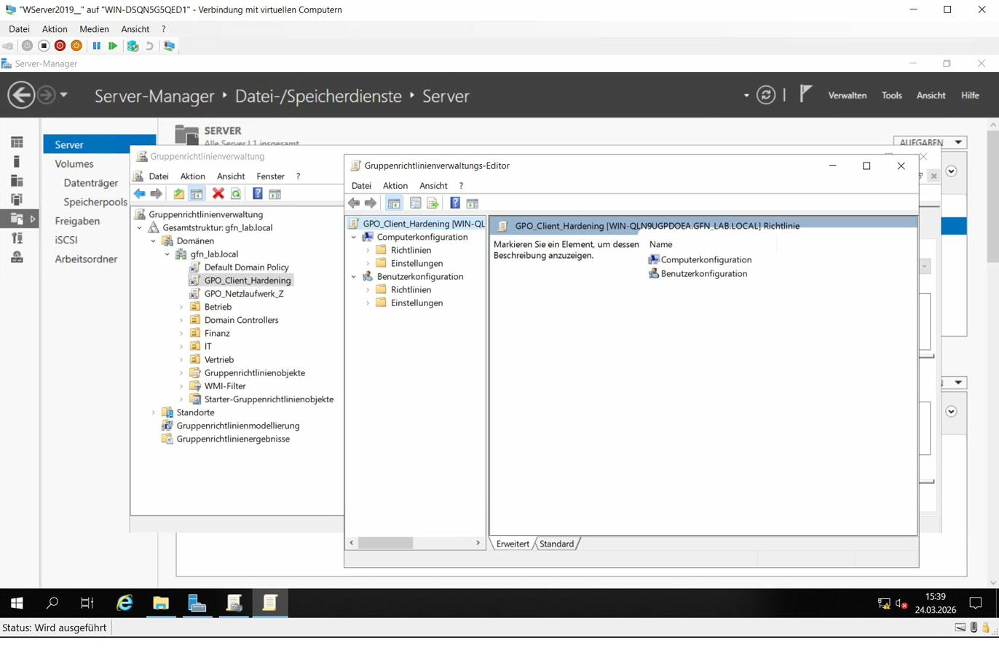 "WServer2019__" auf "WIN-DSQN5G5QED1" - Verbindung mit virtuellen Computern
Datei Aktion Medien Ansicht ?
Server-Manager
Server-Manager Datei-/Speicherdienste Server
Verwalten Tools Ansicht Hilfe
Server
Volumes
Datenträger
Speicherpools
Freigaben
iSCSI
Arbeitsordner
SERVER
Alle Server | 1 insgesamt
AUFGABEN
Gruppenrichtlinienverwaltung
Datei Aktion Ansicht Fenster ?
Gruppenrichtlinienverwaltung
Gesamtstruktur: gfn_lab.local
Domänen
gfn_lab.local
Default Domain Policy
GPO_Client_Hardening
GPO_Netzlaufwerk_Z
Betrieb
Domain Controllers
Finanz
IT
Vertrieb
Gruppenrichtlinienobjekte
WMI-Filter
Starter-Gruppenrichtlinienobjekte
Standorte
Gruppenrichtlinienmodellierung
Gruppenrichtlinienergebnisse
Gruppenrichtlinienverwaltungs-Editor
Datei Aktion Ansicht ?
GPO_Client_Hardening [WIN-QL
Computerkonfiguration
Richtlinien
Einstellungen
Benutzerkonfiguration
Richtlinien
Einstellungen
GPO_Client_Hardening [WIN-QLN9UGPDOEA.GFN_LAB.LOCAL] Richtlinie
Markieren Sie ein Element, um dessen
Beschreibung anzuzeigen.
Name
Computerkonfiguration
Benutzerkonfiguration
Erweitert Standard
N
15:39
24.03.2026
Status: Wird ausgeführt